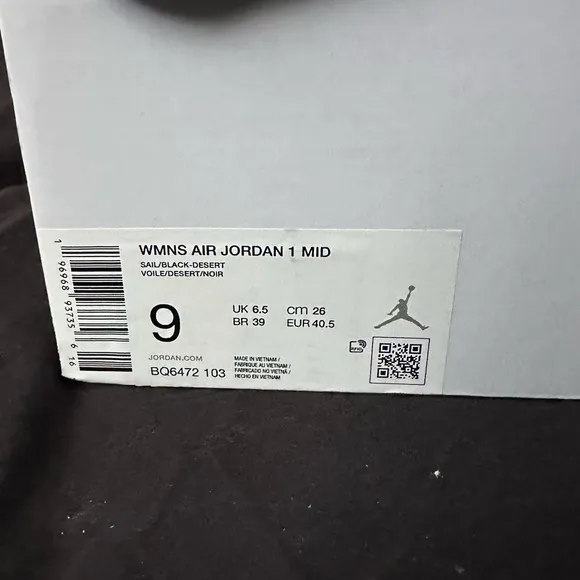 WMNS AIR JORDAN 1 MID
SAIL/BLACK-DESERT
VOILE/DESERT/NOIR
9
UK 6.5 cm 26
BR 39 EUR 40.5
JORDAN.COM
BQ6472 103
MADE IN VIETNAM /
FABRIQUE AU VIETNAM /
FABRICADO NO VIETNÃ /
HECHO EN VIETNAM
RFID
1 96968 93735 6 16